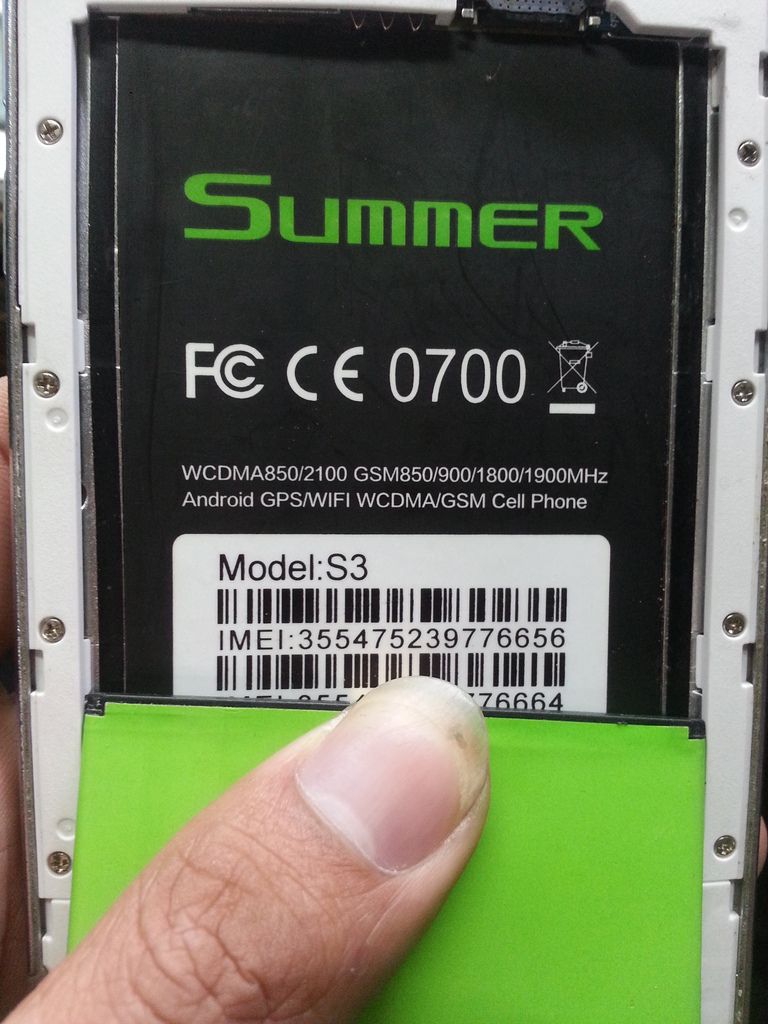 SUMMER
FC CE 0700
WCDMA850/2100 GSM850/900/1800/1900MHz
Android GPS/WIFI WCDMA/GSM Cell Phone
Model:S3
IMEI:355475239776656